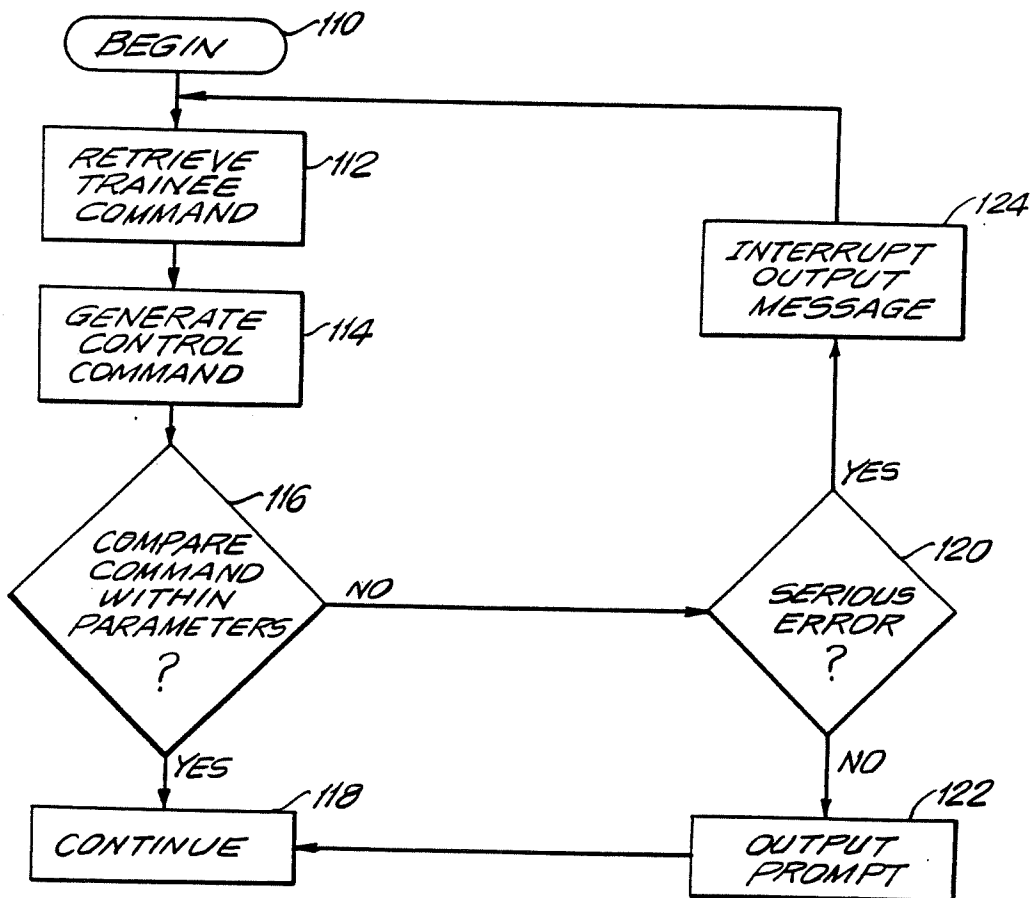 BEGIN
110
RETRIEVE
TRAINEE
COMMAND
112
GENERATE
CONTROL
COMMAND
114
COMPARE
COMMAND
WITHIN
PARAMETERS
?
116
NO
YES
CONTINUE
118
INTERRUPT
OUTPUT
MESSAGE
124
YES
SERIOUS
ERROR
?
120
NO
OUTPUT
PROMPT
122